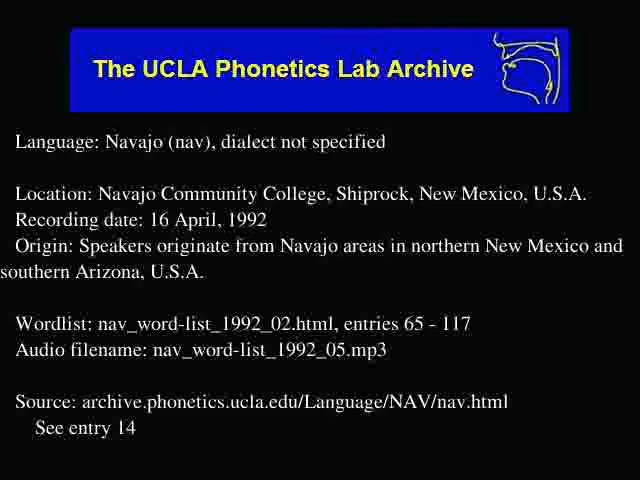 The UCLA Phonetics Lab Archive
Language: Navajo (nav), dialect not specified
Location: Navajo Community College, Shiprock, New Mexico, U.S.A.
Recording date: 16 April, 1992
Origin: Speakers originate from Navajo areas in northern New Mexico and
southern Arizona, U.S.A.
Wordlist: nav_word-list_1992_02.html, entries 65 - 117
Audio filename: nav_word-list_1992_05.mp3
Source: archive.phonetics.ucla.edu/Language/NAV/nav.html
See entry 14